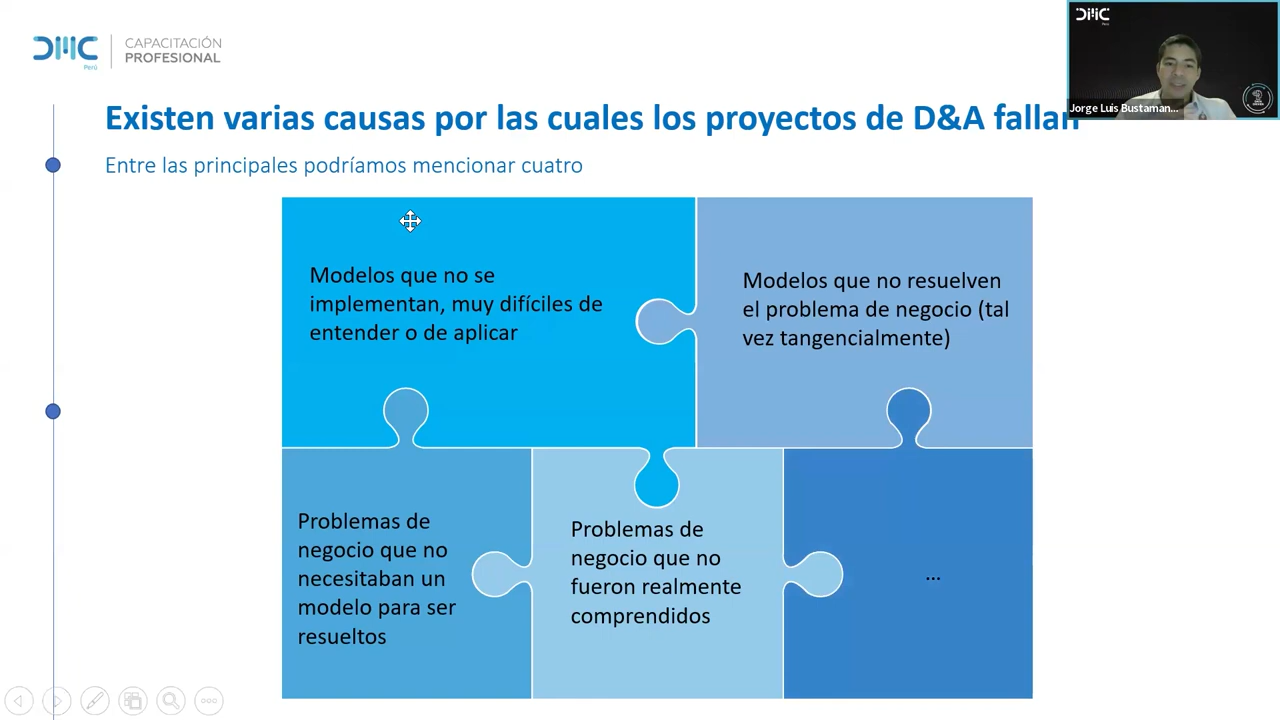 DMC
Perú
CAPACITACIÓN
PROFESIONAL
DMC
Perú
Jorge Luis Bustaman...
Existen varias causas por las cuales los proyectos de D&A fallan
Entre las principales podríamos mencionar cuatro
Modelos que no se
implementan, muy difíciles de
entender o de aplicar
Modelos que no resuelven
el problema de negocio (tal
vez tangencialmente)
Problemas de
negocio que no
necesitaban un
modelo para ser
resueltos
Problemas de
negocio que no
fueron realmente
comprendidos
...